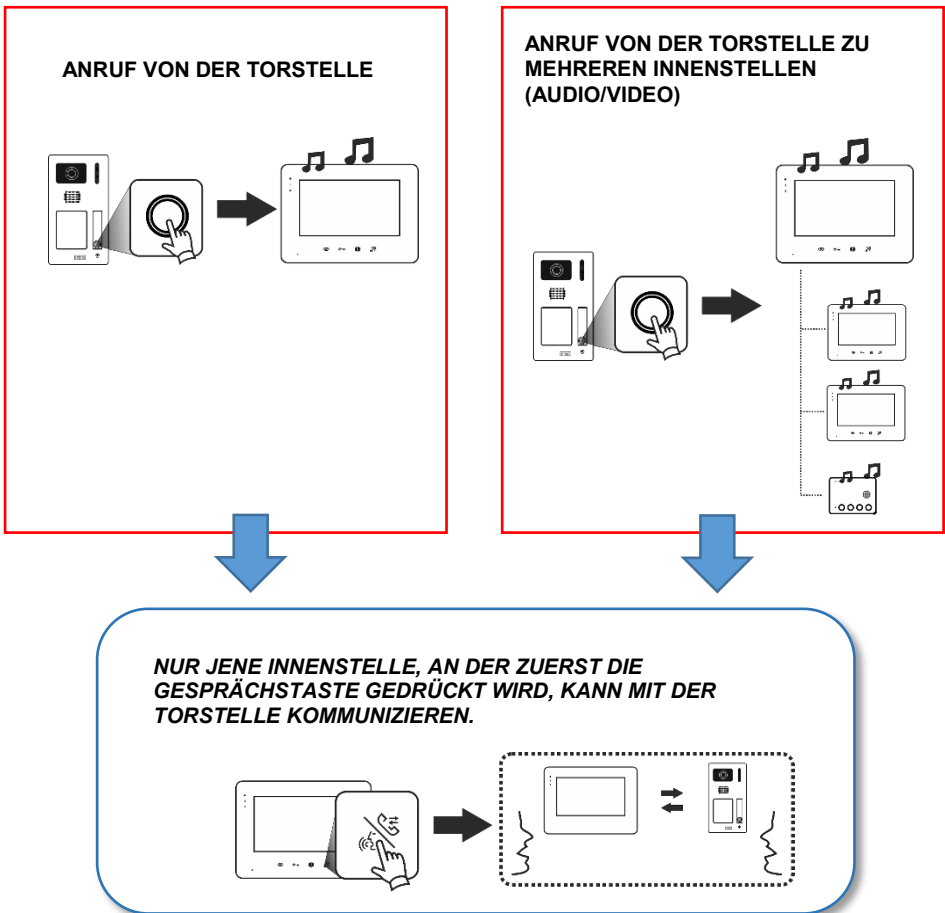 ANRUF VON DER TORSTELLE
ANRUF VON DER TORSTELLE ZU
MEHREREN INNENSTELLEN
(AUDIO/VIDEO)
NUR JENE INNENSTELLE, AN DER ZUERST DIE
GESPRÄCHSTASTE GEDRÜCKT WIRD, KANN MIT DER
TORSTELLE KOMMUNIZIEREN.